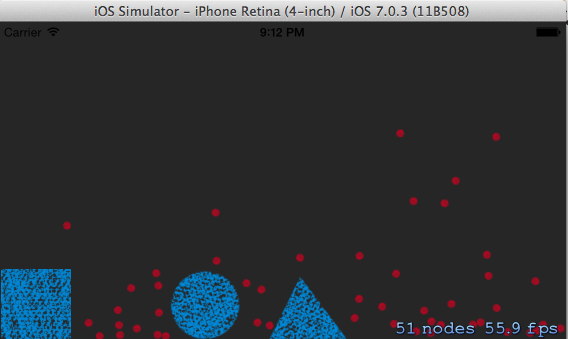 iOS Simulator - iPhone Retina (4-inch) / iOS 7.0.3 (11B508)
Carrier 9:12 PM
51 nodes 55.9 fps